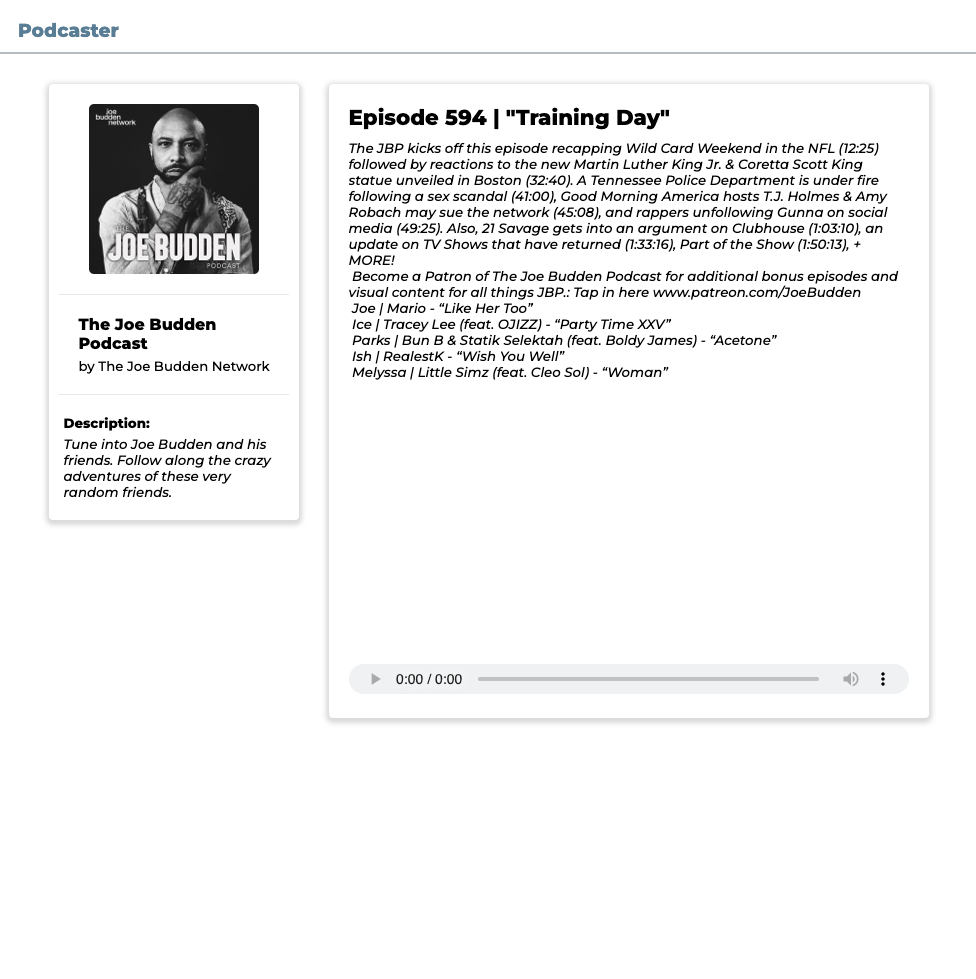 Podcaster
joe
budden
network
THE
JOE BUDDEN
PODCAST
The Joe Budden
Podcast
by The Joe Budden Network
Description:
Tune into Joe Budden and his
friends. Follow along the crazy
adventures of these very
random friends.
Episode 594 | "Training Day"
The JBP kicks off this episode recapping Wild Card Weekend in the NFL (12:25)
followed by reactions to the new Martin Luther King Jr. & Coretta Scott King
statue unveiled in Boston (32:40). A Tennessee Police Department is under fire
following a sex scandal (41:00), Good Morning America hosts T.J. Holmes & Amy
Robach may sue the network (45:08), and rappers unfollowing Gunna on social
media (49:25). Also, 21 Savage gets into an argument on Clubhouse (1:03:10), an
update on TV Shows that have returned (1:33:16), Part of the Show (1:50:13), +
MORE!
Become a Patron of The Joe Budden Podcast for additional bonus episodes and
visual content for all things JBP.: Tap in here www.patreon.com/JoeBudden
Joe | Mario - “Like Her Too”
Ice | Tracey Lee (feat. OJIZZ) - “Party Time XXV”
Parks | Bun B & Statik Selektah (feat. Boldy James) - “Acetone”
Ish | RealestK - “Wish You Well”
Melyssa | Little Simz (feat. Cleo Sol) - “Woman”
0:00 / 0:00